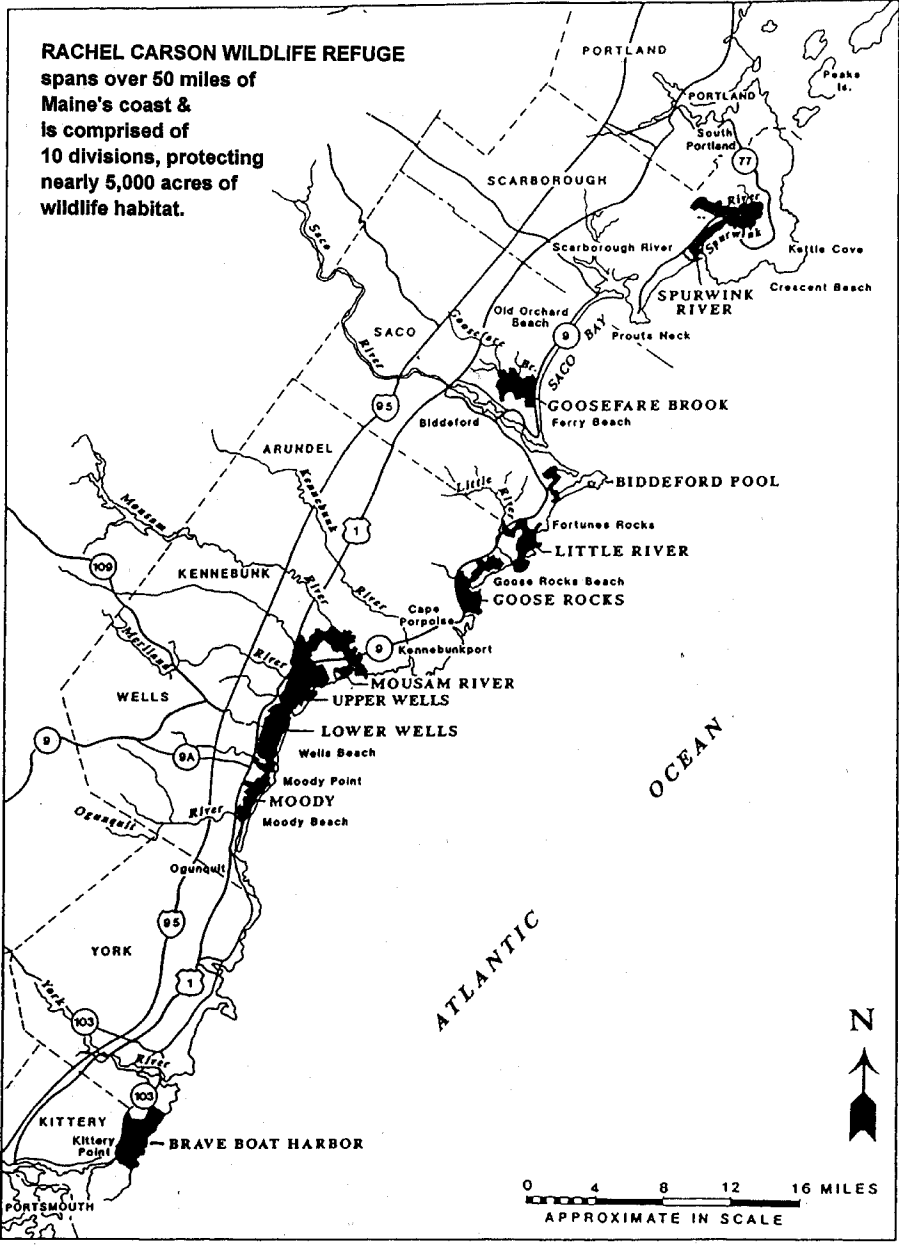 RACHEL CARSON WILDLIFE REFUGE
spans over 50 miles of
Maine's coast &
is comprised of
10 divisions, protecting
nearly 5,000 acres of
wildlife habitat.
PORTLAND
Peaks
Is.
PORTLAND
South
Portland
77
SCARBOROUGH
River
Spurwink
Saco
River
Scarborough River
Kettle Cove
Crescent Beach
SPURWINK
RIVER
Old Orchard
Beach
Goosefare
Br.
SACO
9
SACO BAY
Prouts Neck
95
GOOSEFARE BROOK
Ferry Beach
Biddeford
ARUNDEL
Kennebunk
River
Little
River
BIDDEFORD POOL
Mousam
River
1
Fortunes Rocks
LITTLE RIVER
109
KENNEBUNK
Goose Rocks Beach
GOOSE ROCKS
Cape
Porpoise
Meriland
River
9
Kennebunkport
MOUSAM RIVER
WELLS
UPPER WELLS
LOWER WELLS
9
9A
Wells Beach
Moody Point
MOODY
Ogunquit
River
Moody Beach
OCEAN
Ogunquit
95
ATLANTIC
YORK
1
York
River
103
N
103
KITTERY
Kittery
Point
BRAVE BOAT HARBOR
PORTSMOUTH
0 4 8 12 16 MILES
APPROXIMATE IN SCALE